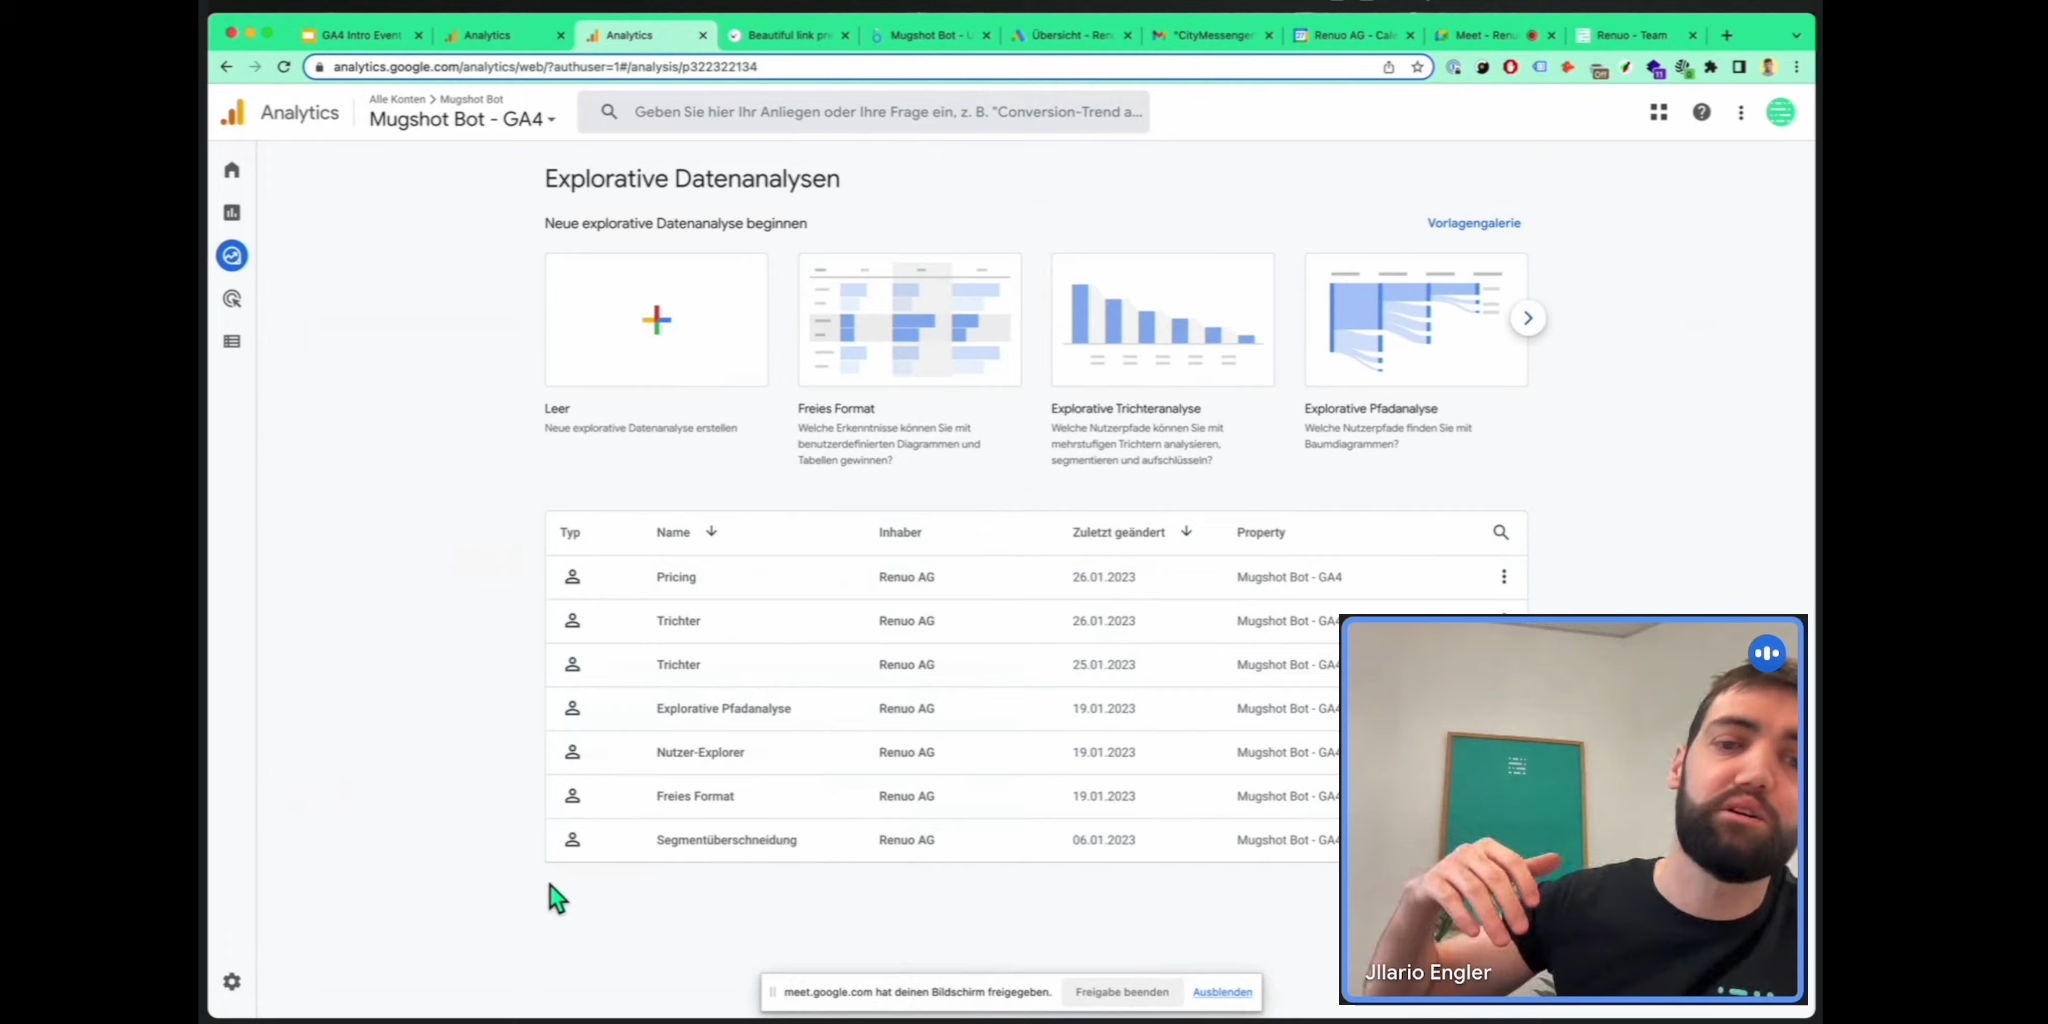 GA4 Intro Event
Analytics
Analytics
Beautiful link pr
Mugshot Bot - U
Übersicht - Ren
"CityMessenger
Renuo AG - Cale
Meet - Renu
Renuo - Team
analytics.google.com/analytics/web/?authuser=1#/analysis/p322322134
Off
11
Analytics
Alle Konten > Mugshot Bot
Mugshot Bot - GA4
Geben Sie hier Ihr Anliegen oder Ihre Frage ein, z. B. "Conversion-Trend a...
Explorative Datenanalysen
Neue explorative Datenanalyse beginnen
Vorlagengalerie
Leer
Neue explorative Datenanalyse erstellen
Freies Format
Welche Erkenntnisse können Sie mit
benutzerdefinierten Diagrammen und
Tabellen gewinnen?
Explorative Trichteranalyse
Welche Nutzerpfade können Sie mit
mehrstufigen Trichtern analysieren,
segmentieren und aufschlüsseln?
Explorative Pfadanalyse
Welche Nutzerpfade finden Sie mit
Baumdiagrammen?
Typ Name Inhaber Zuletzt geändert Property
Pricing Renuo AG 26.01.2023 Mugshot Bot - GA4
Trichter Renuo AG 26.01.2023 Mugshot Bot - GA4
Trichter Renuo AG 25.01.2023 Mugshot Bot - GA4
Explorative Pfadanalyse Renuo AG 19.01.2023 Mugshot Bot - GA4
Nutzer-Explorer Renuo AG 19.01.2023 Mugshot Bot - GA4
Freies Format Renuo AG 19.01.2023 Mugshot Bot - GA4
Segmentüberschneidung Renuo AG 06.01.2023 Mugshot Bot - GA4
Jllario Engler
meet.google.com hat deinen Bildschirm freigegeben.
Freigabe beenden
Ausblenden